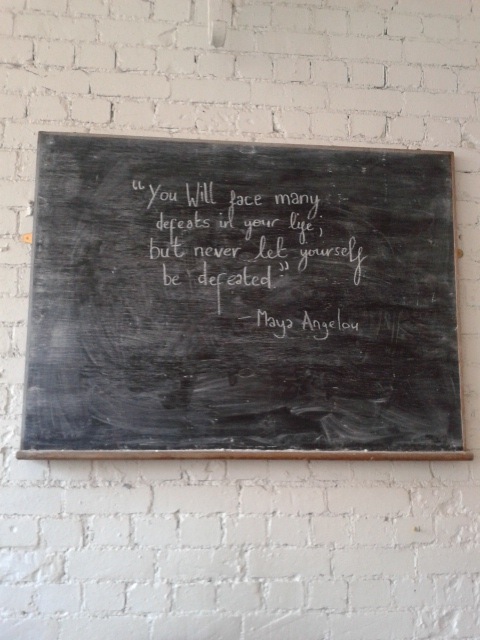 “You Will face many
defeats in your life;
but never let yourself
be defeated.”
- Maya Angelou